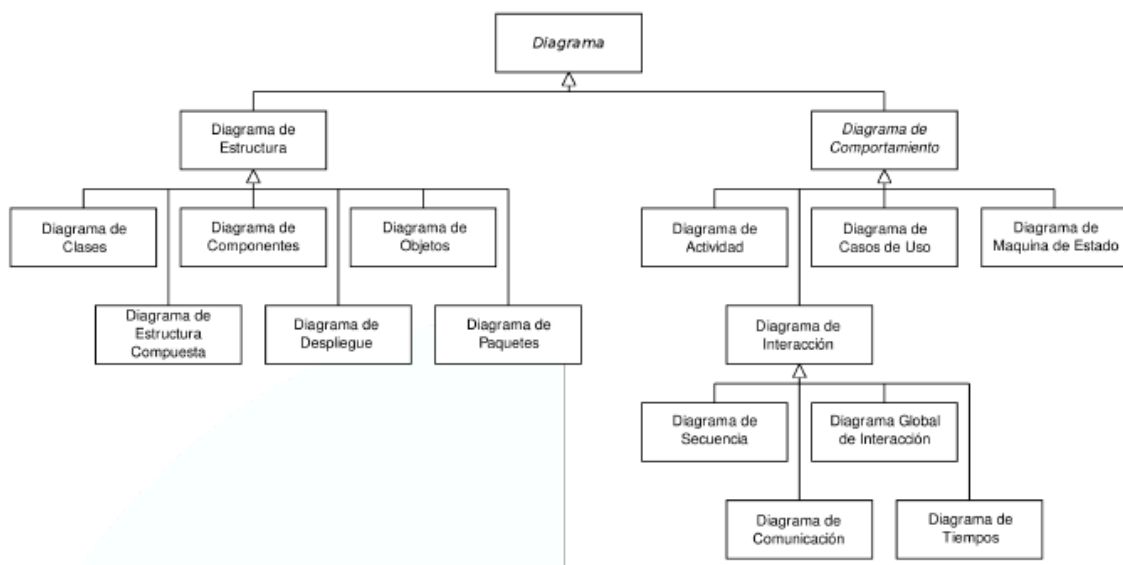 Diagrama
Diagrama de
Estructura
Diagrama de
Comportamiento
Diagrama de
Clases
Diagrama de
Componentes
Diagrama de
Objetos
Diagrama de
Actividad
Diagrama de
Casos de Uso
Diagrama de
Maquina de Estado
Diagrama de
Estructura
Compuesta
Diagrama de
Despliegue
Diagrama de
Paquetes
Diagrama de
Interacción
Diagrama de
Secuencia
Diagrama Global
de Interacción
Diagrama de
Comunicación
Diagrama de
Tiempos